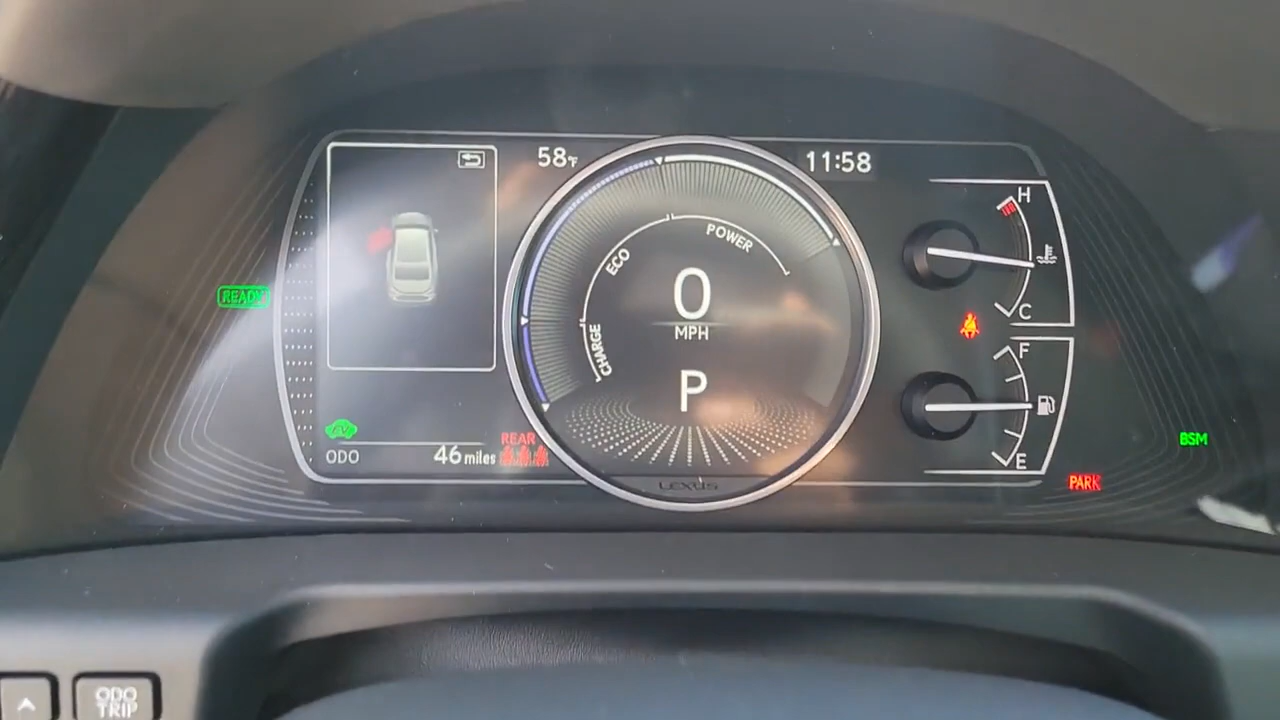 58°F
11:58
H
POWER
ECO
READY
0
C
MPH
CHARGE
F
P
EV
REAR
BSM
ODO 46 miles
E
PARK
LEXUS
ODO
TRIP